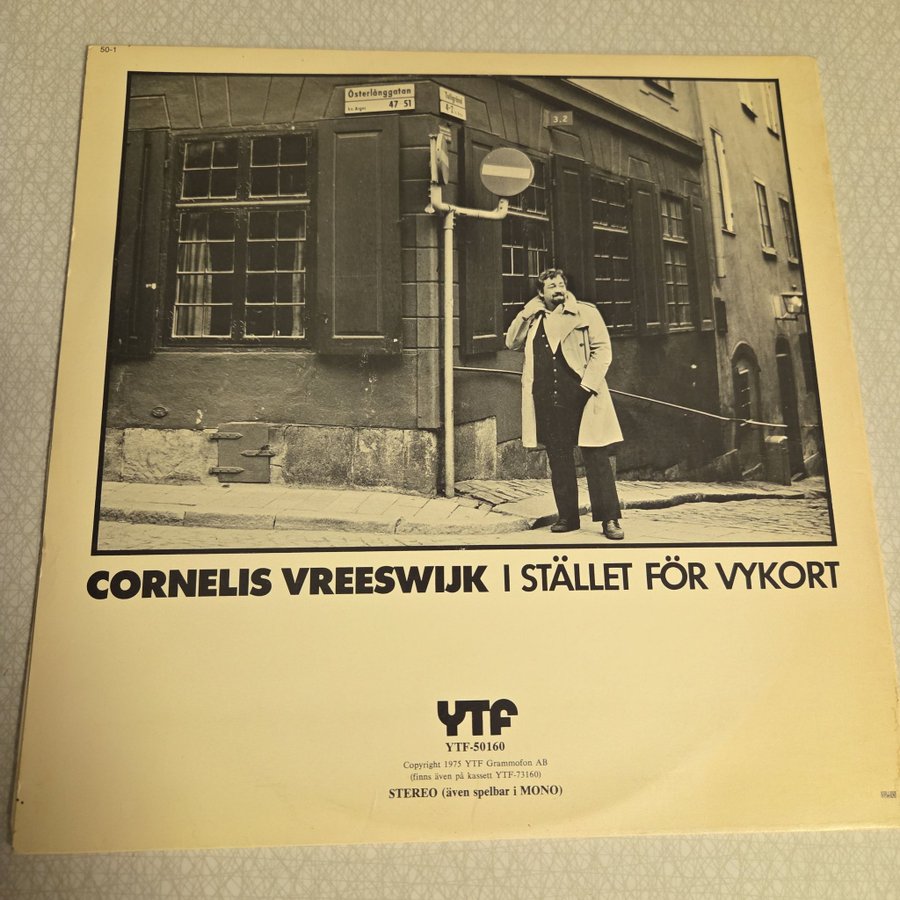 50-1
Österlånggatan
47 - 51
3,2
CORNELIS VREESWIJK I STÄLLET FÖR VYKORT
YTF
YTF-50160
Copyright 1975 YTF Grammofon AB
(finns även på kassett YTF-73160)
STEREO (även spelbar i MONO)